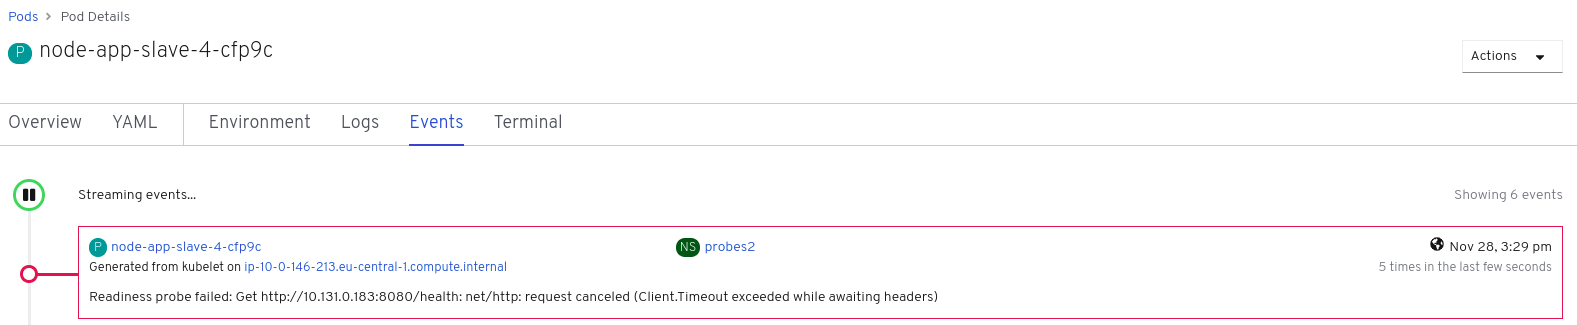 Pods > Pod Details
P node-app-slave-4-cfp9c
Actions
Overview YAML Environment Logs Events Terminal
Streaming events...
Showing 6 events
P node-app-slave-4-cfp9c
NS probes2
Nov 28, 3:29 pm
Generated from kubelet on ip-10-0-146-213.eu-central-1.compute.internal
5 times in the last few seconds
Readiness probe failed: Get http://10.131.0.183:8080/health: net/http: request canceled (Client.Timeout exceeded while awaiting headers)